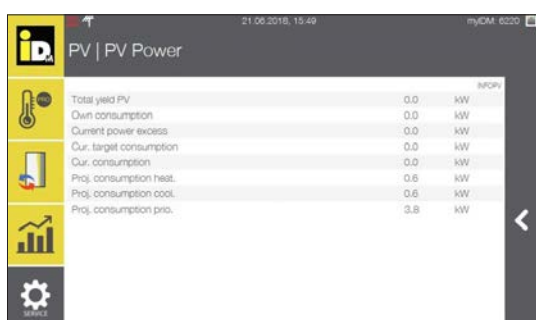 21.06.2016, 15:49
myIDM: 6220
iD.
PV | PV Power
PRO
INFOPV
Total yield PV 0.0 kW
Own consumption 0.0 kW
Current power excess 0.0 kW
Cur. target consumption 0.0 kW
Cur. consumption 0.0 kW
Proj. consumption heat. 0.6 kW
Proj. consumption cool. 0.6 kW
Proj. consumption prio. 3.8 kW
SERVICE